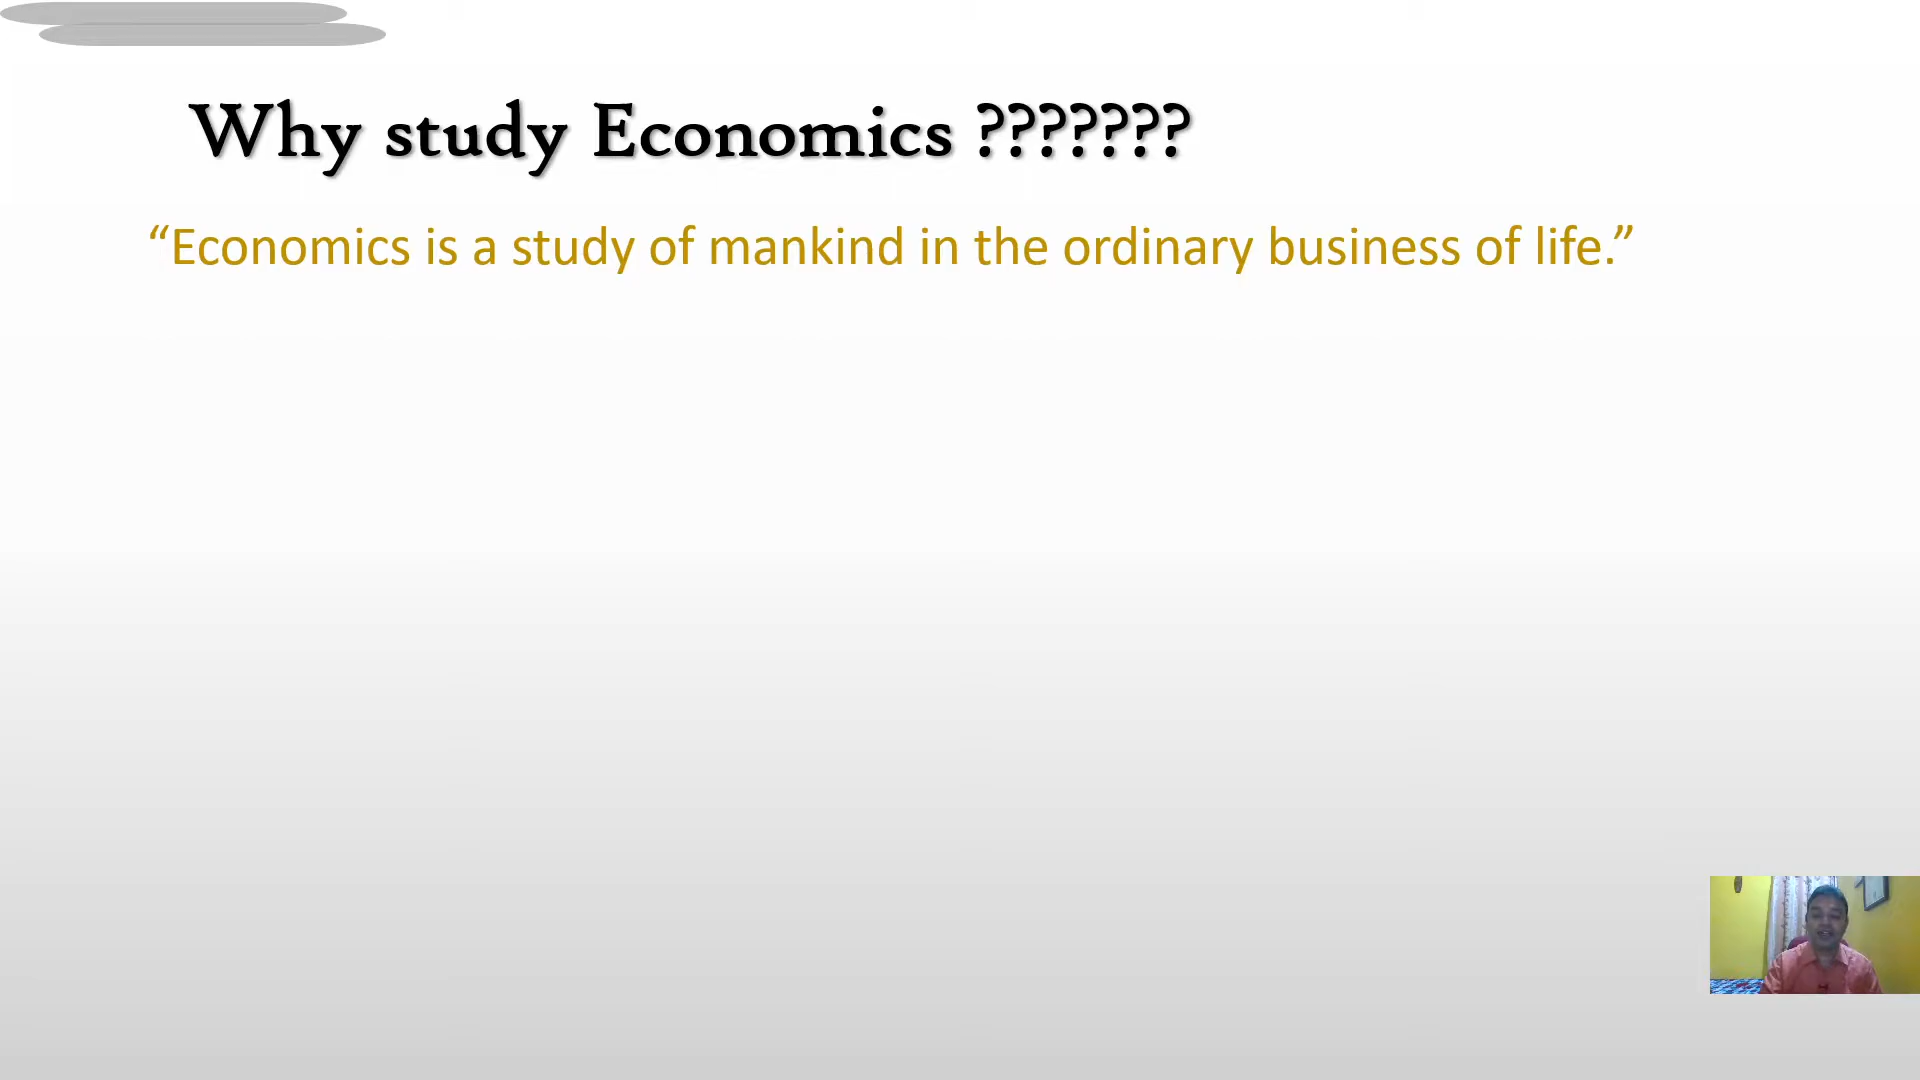 Why study Economics ???????
“Economics is a study of mankind in the ordinary business of life.”